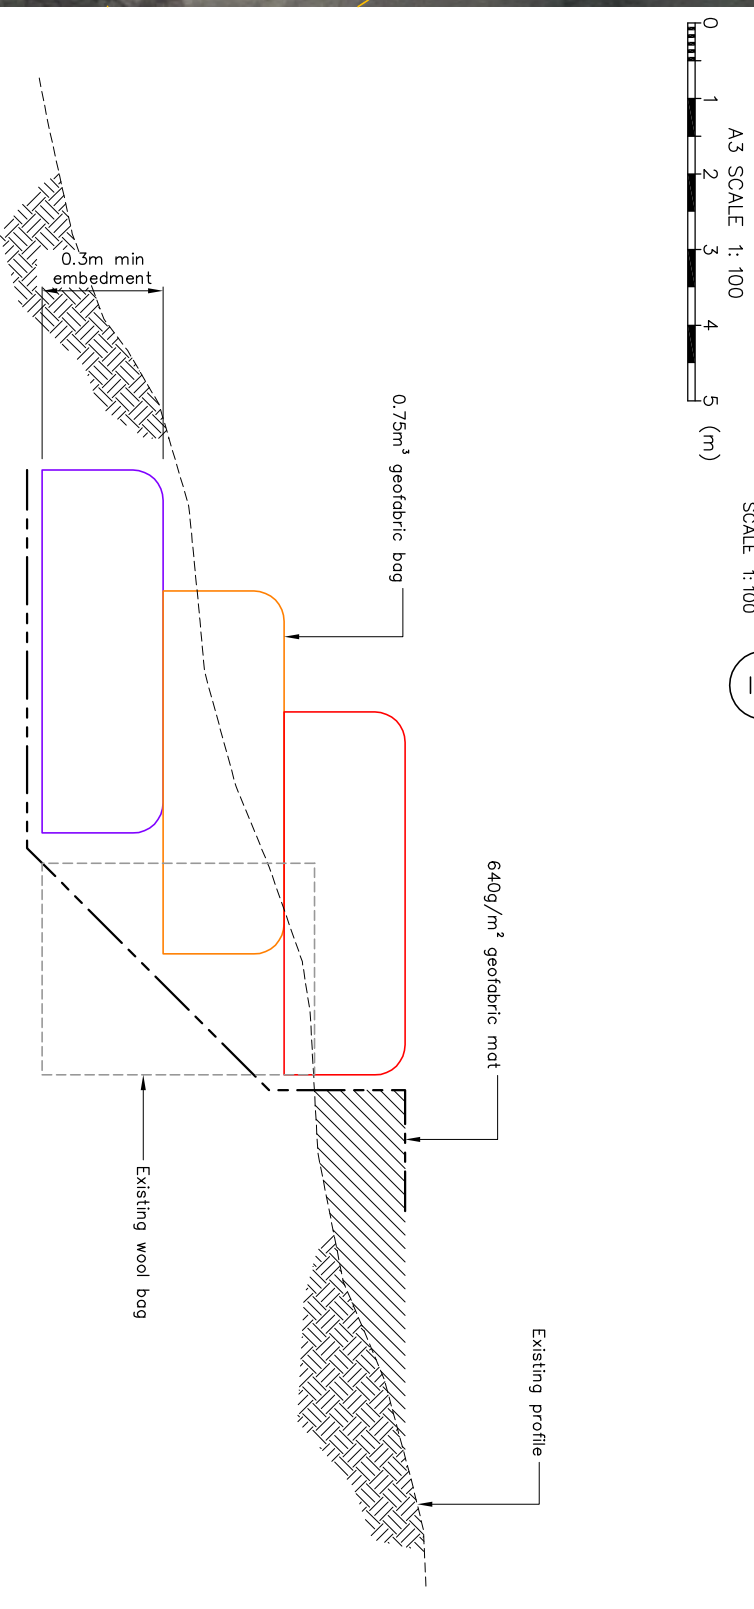 0 1 2 3 4 5 (m)
A3 SCALE 1: 100
SCALE 1:100
0.3m min
embedment
0.75m³ geofabric bag
640g/m² geofabric mat
Existing wool bag
Existing profile